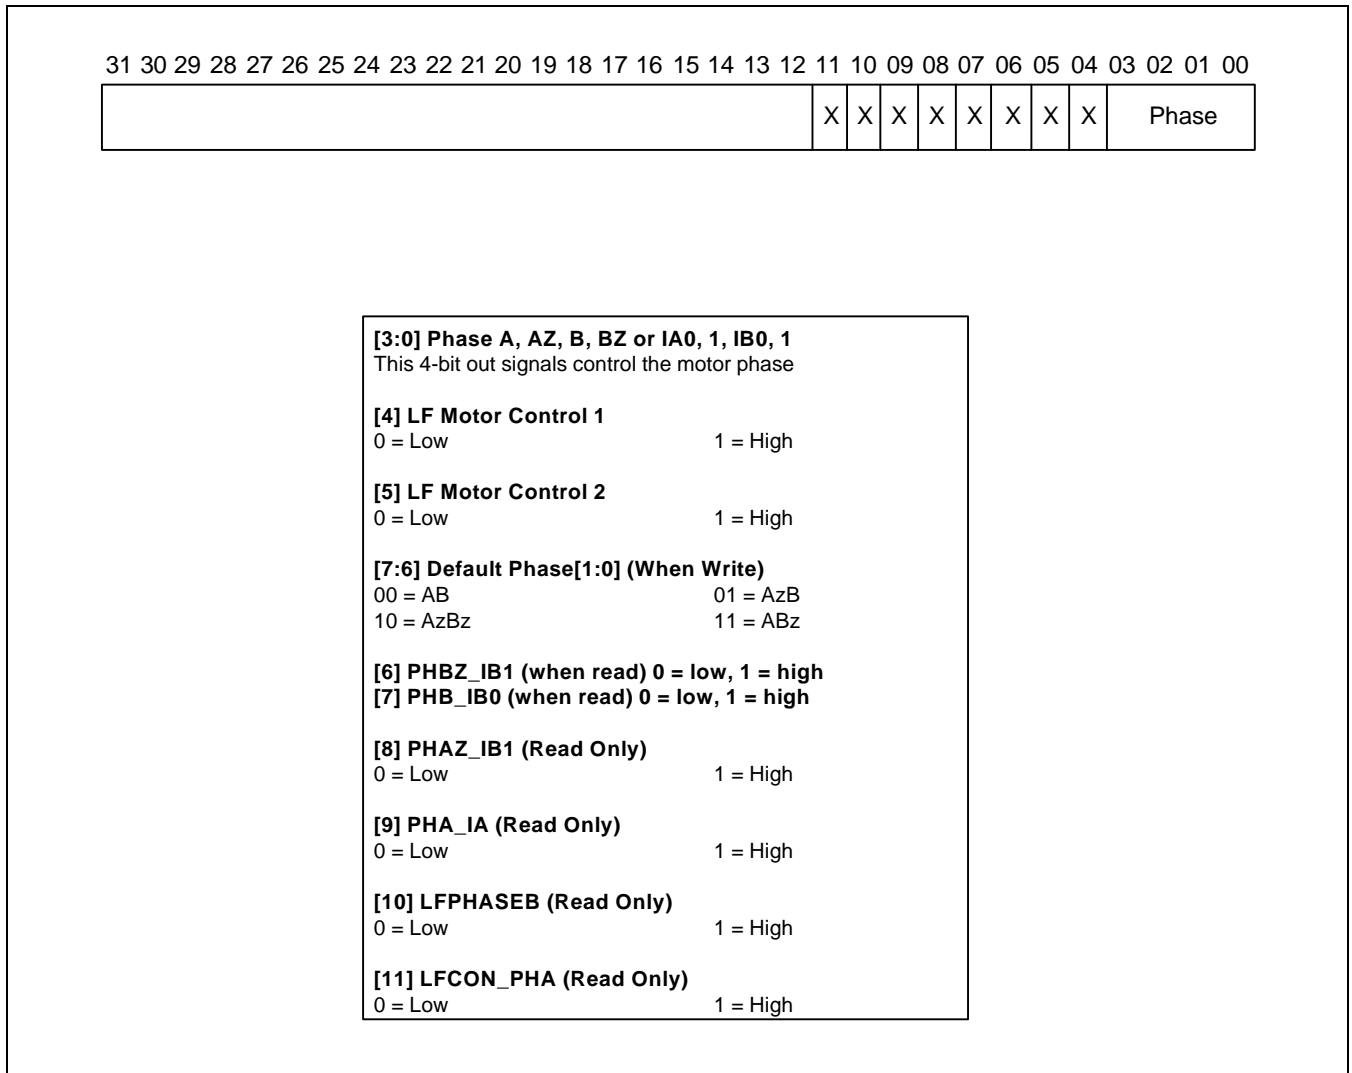 31 30 29 28 27 26 25 24 23 22 21 20 19 18 17 16 15 14 13 12 11 10 09 08 07 06 05 04 03 02 01 00
X X X X X X X X Phase
[3:0] Phase A, AZ, B, BZ or IA0, 1, IB0, 1
This 4-bit out signals control the motor phase
[4] LF Motor Control 1
0 = Low 1 = High
[5] LF Motor Control 2
0 = Low 1 = High
[7:6] Default Phase[1:0] (When Write)
00 = AB 01 = AzB
10 = AzBz 11 = ABz
[6] PHBZ_IB1 (when read) 0 = low, 1 = high
[7] PHB_IB0 (when read) 0 = low, 1 = high
[8] PHAZ_IB1 (Read Only)
0 = Low 1 = High
[9] PHA_IA (Read Only)
0 = Low 1 = High
[10] LFPHASEB (Read Only)
0 = Low 1 = High
[11] LFCON_PHA (Read Only)
0 = Low 1 = High